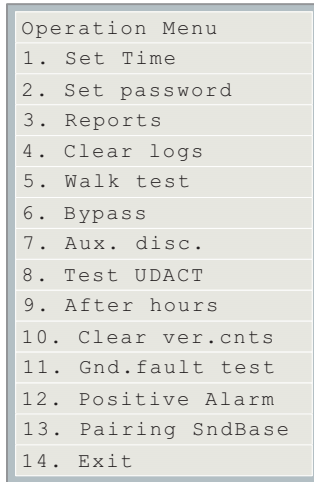 Operation Menu
1. Set Time
2. Set password
3. Reports
4. Clear logs
5. Walk test
6. Bypass
7. Aux. disc.
8. Test UDACT
9. After hours
10. Clear ver.cnts
11. Gnd.fault test
12. Positive Alarm
13. Pairing SndBase
14. Exit